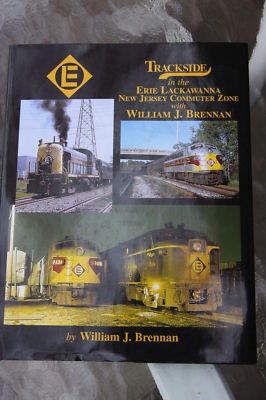 E
TRACKSIDE
in the
ERIE LACKAWANNA
NEW JERSEY COMMUTER ZONE
with
WILLIAM J. BRENNAN
by William J. Brennan